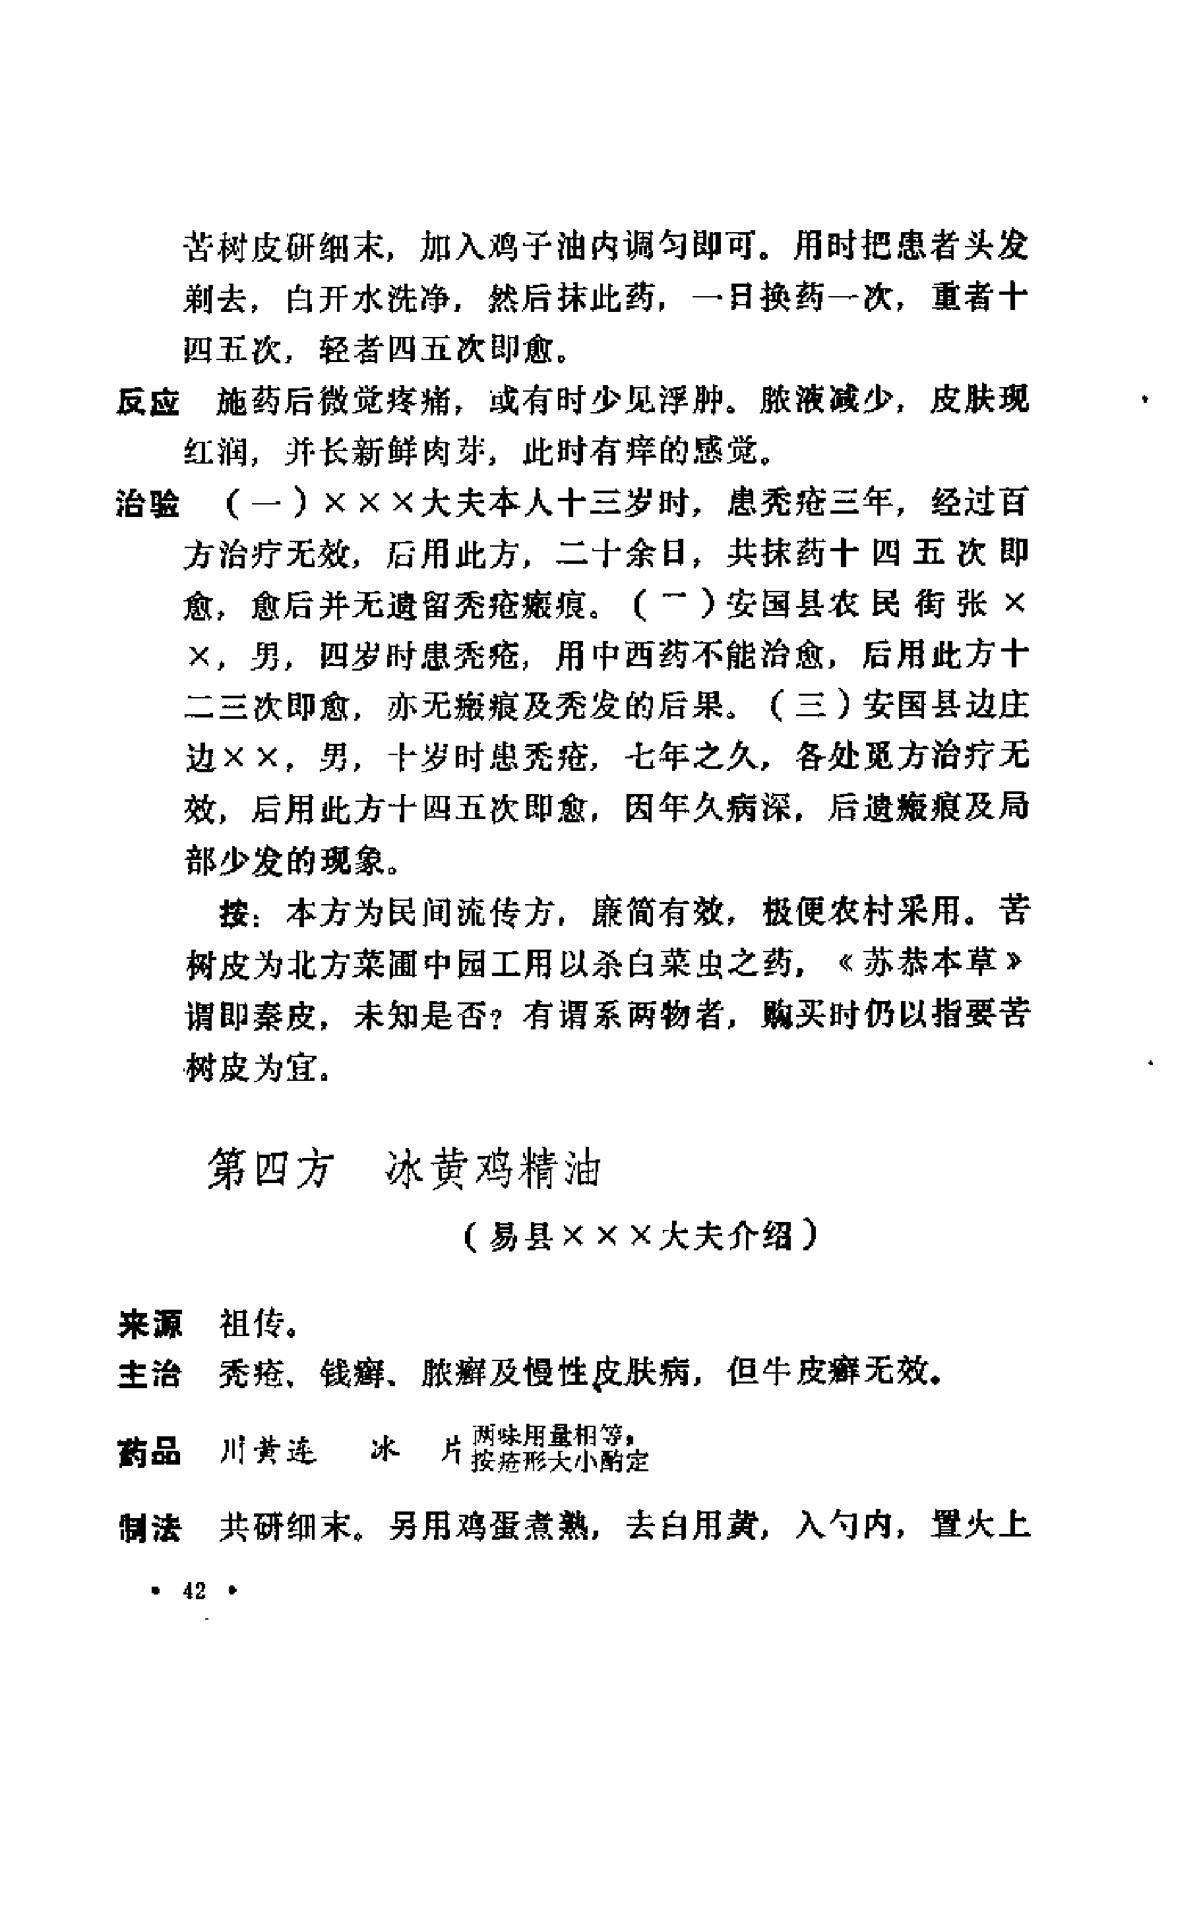 苦树皮研细末，加入鸡子油内调匀即可。用时把患者头发
剃去，白开水洗净，然后抹此药，一日换药一次，重者十
四五次，轻者四五次即愈。
反应　施药后微觉疼痛，或有时少见浮肿。脓液减少，皮肤现
红润，并长新鲜肉芽，此时有痒的感觉。
治验　（一）×××大夫本人十三岁时，患秃疮三年，经过百
方治疗无效，后用此方，二十余日，共抹药十四五次即
愈，愈后并无遗留秃疮瘢痕。（二）安国县农民街张×
×，男，四岁时患秃疮，用中西药不能治愈，后用此方十
二三次即愈，亦无瘢痕及秃发的后果。（三）安国县边庄
边××，男，十岁时患秃疮，七年之久，各处觅方治疗无
效，后用此方十四五次即愈，因年久病深，后遗瘢痕及局
部少发的现象。
按：本方为民间流传方，廉简有效，极便农村采用。苦
树皮为北方菜圃中园工用以杀白菜虫之药，《苏恭本草》
谓即秦皮，未知是否？有谓系两物者，购买时仍以指要苦
树皮为宜。
第四方　冰黄鸡精油
（易县×××大夫介绍）
来源　祖传。
主治　秃疮、钱癣、脓癣及慢性皮肤病，但牛皮癣无效。
药品　川黄连　冰　片　两味用量相等，
按疮形大小酌定
制法　共研细末。另用鸡蛋煮熟，去白用黄，入勺内，置火上
• 42 •